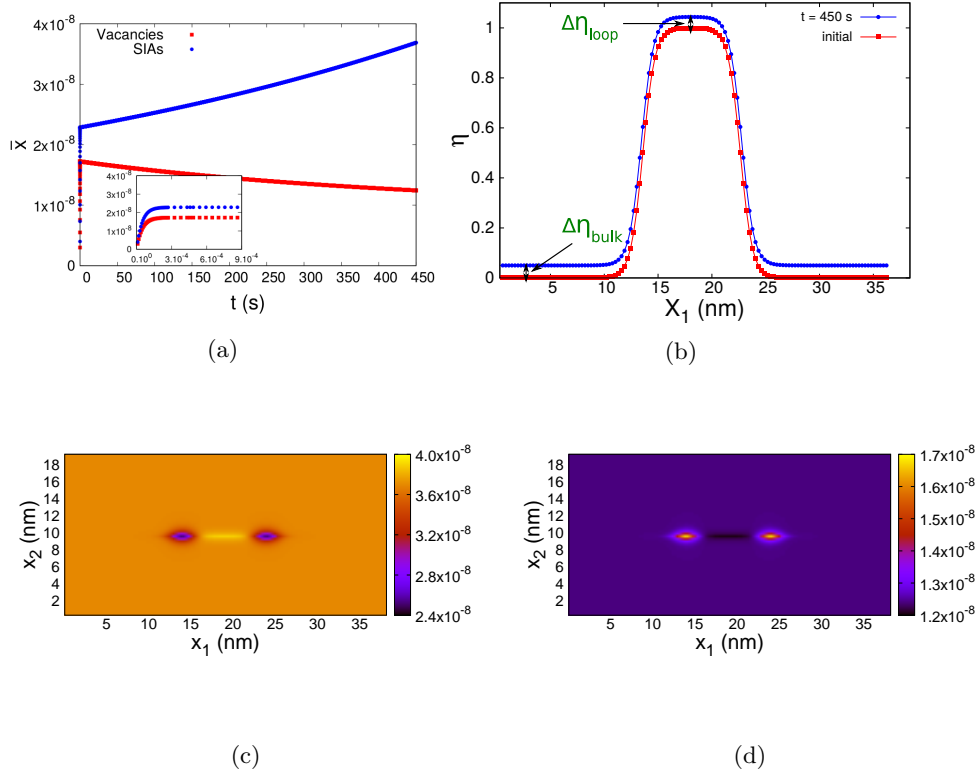 Vacancies
SIAs
4x10⁻⁸
3x10⁻⁸
2x10⁻⁸
1x10⁻⁸
0
x̄
4x10⁻⁸
3x10⁻⁸
2x10⁻⁸
1x10⁻⁸
0
0.10⁰ 3.10⁻⁴ 6.10⁻⁴ 9.10⁻⁴
0 50 100 150 200 250 300 350 400 450
t (s)
(a)
Δη_loop
t = 450 s
initial
1
0.8
0.6
0.4
0.2
0
η
Δη_bulk
5 10 15 20 25 30 35
X₁ (nm)
(b)
18
16
14
12
10
8
6
4
2
x₂ (nm)
5 10 15 20 25 30 35
x₁ (nm)
4.0x10⁻⁸
3.6x10⁻⁸
3.2x10⁻⁸
2.8x10⁻⁸
2.4x10⁻⁸
(c)
18
16
14
12
10
8
6
4
2
x₂ (nm)
5 10 15 20 25 30 35
x₁ (nm)
1.7x10⁻⁸
1.6x10⁻⁸
1.5x10⁻⁸
1.4x10⁻⁸
1.3x10⁻⁸
1.2x10⁻⁸
(d)